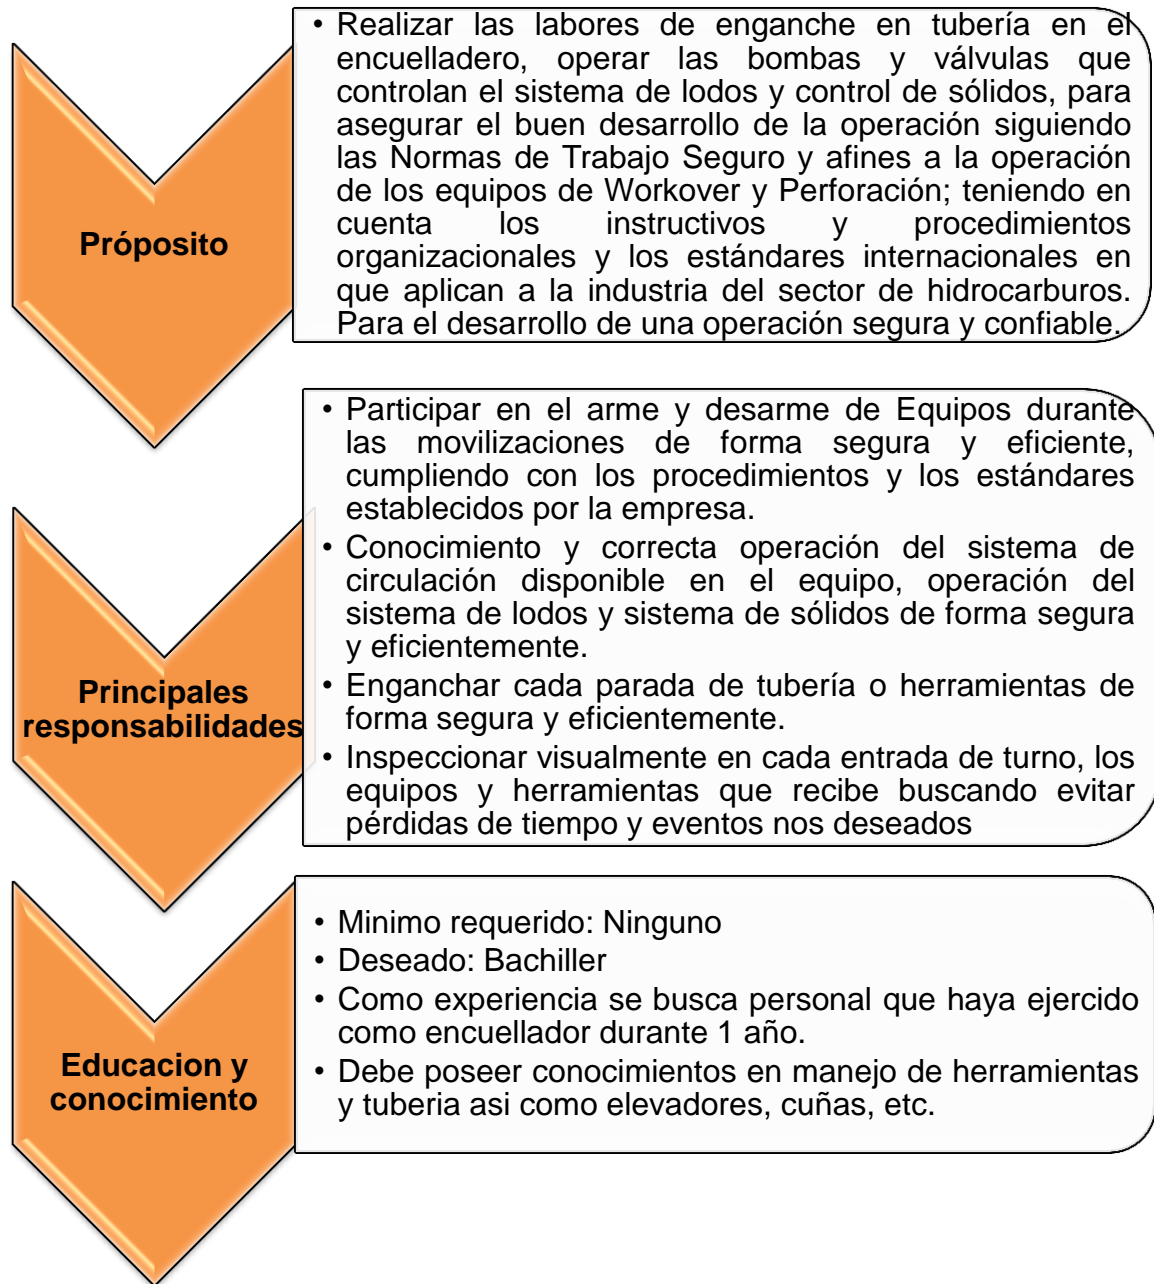 Próposito
• Realizar las labores de enganche en tubería en el
encuelladero, operar las bombas y válvulas que
controlan el sistema de lodos y control de sólidos, para
asegurar el buen desarrollo de la operación siguiendo
las Normas de Trabajo Seguro y afines a la operación
de los equipos de Workover y Perforación; teniendo en
cuenta los instructivos y procedimientos
organizacionales y los estándares internacionales en
que aplican a la industria del sector de hidrocarburos.
Para el desarrollo de una operación segura y confiable.
Principales
responsabilidades
• Participar en el arme y desarme de Equipos durante
las movilizaciones de forma segura y eficiente,
cumpliendo con los procedimientos y los estándares
establecidos por la empresa.
• Conocimiento y correcta operación del sistema de
circulación disponible en el equipo, operación del
sistema de lodos y sistema de sólidos de forma segura
y eficientemente.
• Enganchar cada parada de tubería o herramientas de
forma segura y eficientemente.
• Inspeccionar visualmente en cada entrada de turno, los
equipos y herramientas que recibe buscando evitar
pérdidas de tiempo y eventos nos deseados
Educacion y
conocimiento
• Minimo requerido: Ninguno
• Deseado: Bachiller
• Como experiencia se busca personal que haya ejercido
como encuellador durante 1 año.
• Debe poseer conocimientos en manejo de herramientas
y tuberia asi como elevadores, cuñas, etc.